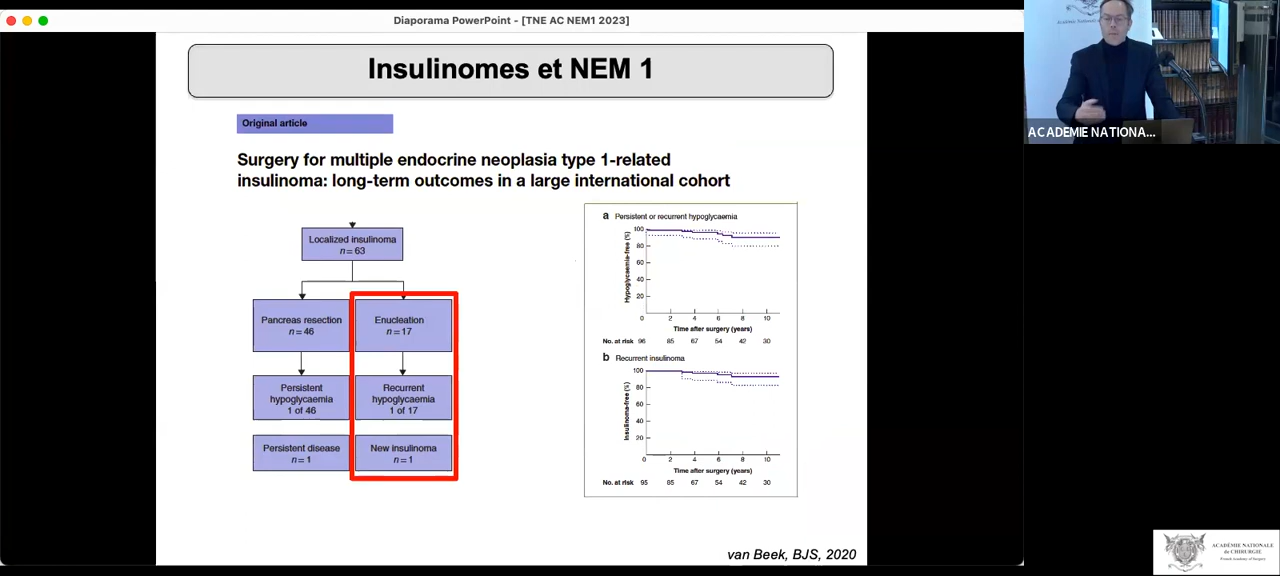 Diaporama PowerPoint - [TNE AC NEM1 2023]
Insulinomes et NEM 1
Original article
Surgery for multiple endocrine neoplasia type 1-related
insulinoma: long-term outcomes in a large international cohort
Localized insulinoma
n = 63
Pancreas resection
n = 46
Enucleation
n = 17
Persistent
hypoglycaemia
1 of 46
Recurrent
hypoglycaemia
1 of 17
Persistent disease
n = 1
New insulinoma
n = 1
a Persistent or recurrent hypoglycaemia
Hypoglycaemia-free (%)
100
80
60
40
20
0 2 4 6 8 10
Time after surgery (years)
No. at risk 96 85 67 54 42 30
b Recurrent insulinoma
Insulinoma-free (%)
100
80
60
40
20
0 2 4 6 8 10
Time after surgery (years)
No. at risk 95 85 67 54 42 30
van Beek, BJS, 2020
ACADEMIE NATIONA...
ACADÉMIE NATIONALE
de CHIRURGIE
French academy of Surgery